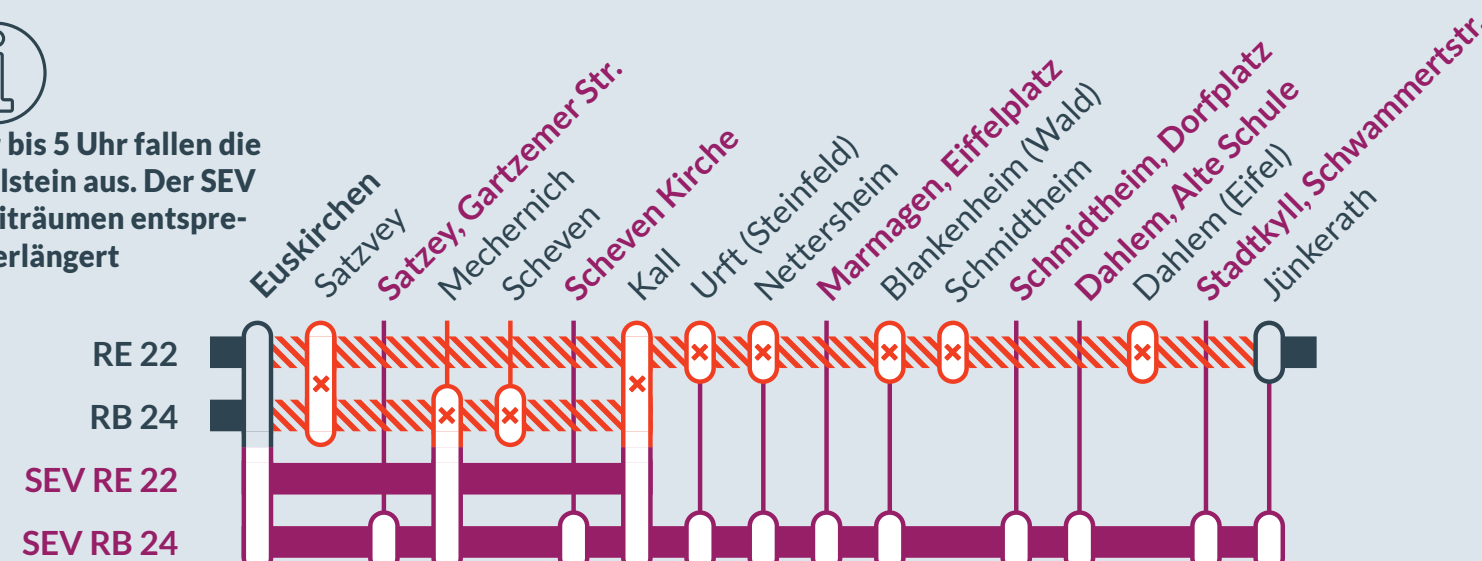 bis 5 Uhr fallen die
lstein aus. Der SEV
iträumen entspre-
erlängert
Euskirchen
Satzvey
Satzey, Gartzemer Str.
Mechernich
Scheven
Scheven Kirche
Kall
Urft (Steinfeld)
Nettersheim
Marmagen, Eiffelplatz
Blankenheim (Wald)
Schmidtheim
Schmidtheim, Dorfplatz
Dahlem, Alte Schule
Dahlem (Eifel)
Stadtkyll, Schwammertstr.
Jünkerath
RE 22
RB 24
SEV RE 22
SEV RB 24